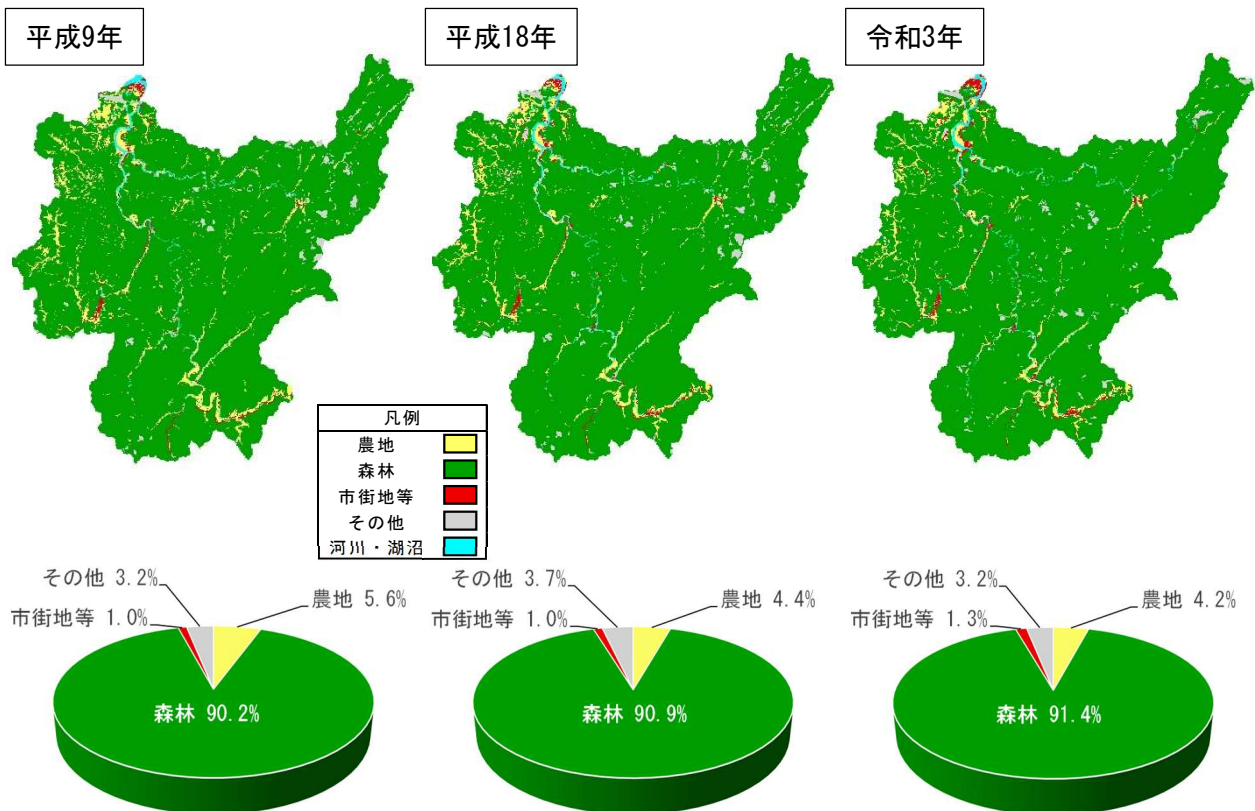 平成9年
平成18年
令和3年
凡例
農地
森林
市街地等
その他
河川・湖沼
その他 3.2%
農地 5.6%
市街地等 1.0%
森林 90.2%
その他 3.7%
農地 4.4%
市街地等 1.0%
森林 90.9%
その他 3.2%
農地 4.2%
市街地等 1.3%
森林 91.4%